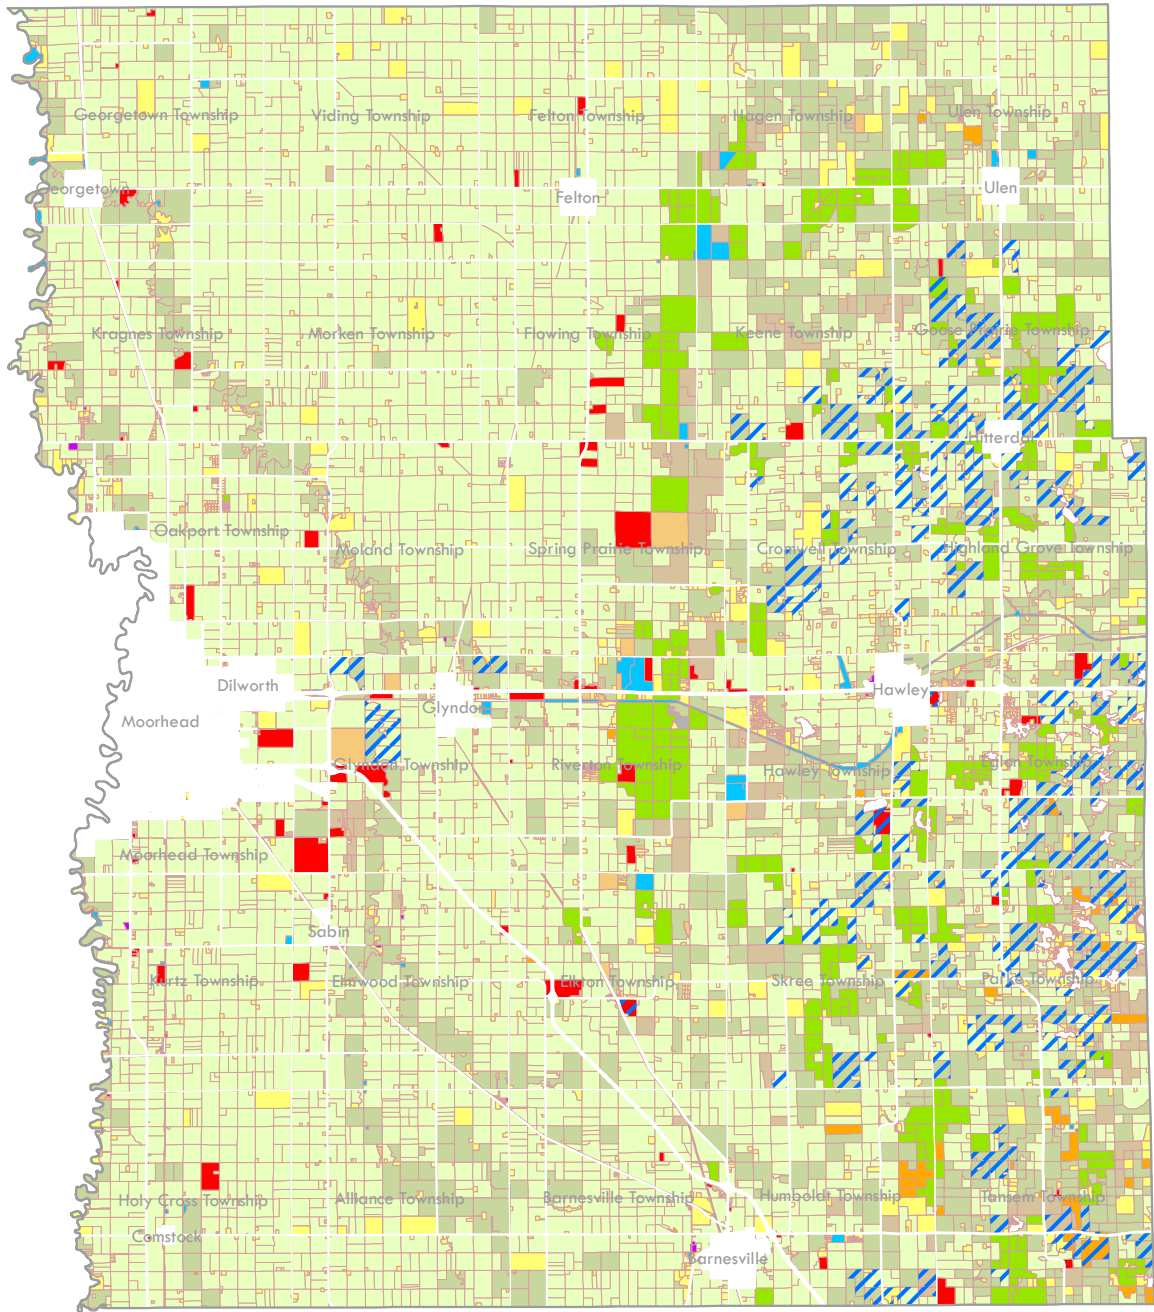 Georgetown Township
Viding Township
Felton Township
Hagen Township
Ulen Township
Georgetown
Felton
Ulen
Kragnes Township
Morken Township
Flowing Township
Keene Township
Goose Prairie Township
Hitterdal
Oakport Township
Moland Township
Spring Prairie Township
Cromwell Township
Highland Grove Township
Dilworth
Moorhead
Glyndon
Hawley
Glyndon Township
Riverton Township
Hawley Township
Eglon Township
Moorhead Township
Sabin
Kurtz Township
Elmwood Township
Elkton Township
Skree Township
Parke Township
Holy Cross Township
Alliance Township
Barnesville Township
Humboldt Township
Tansem Township
Comstock
Barnesville